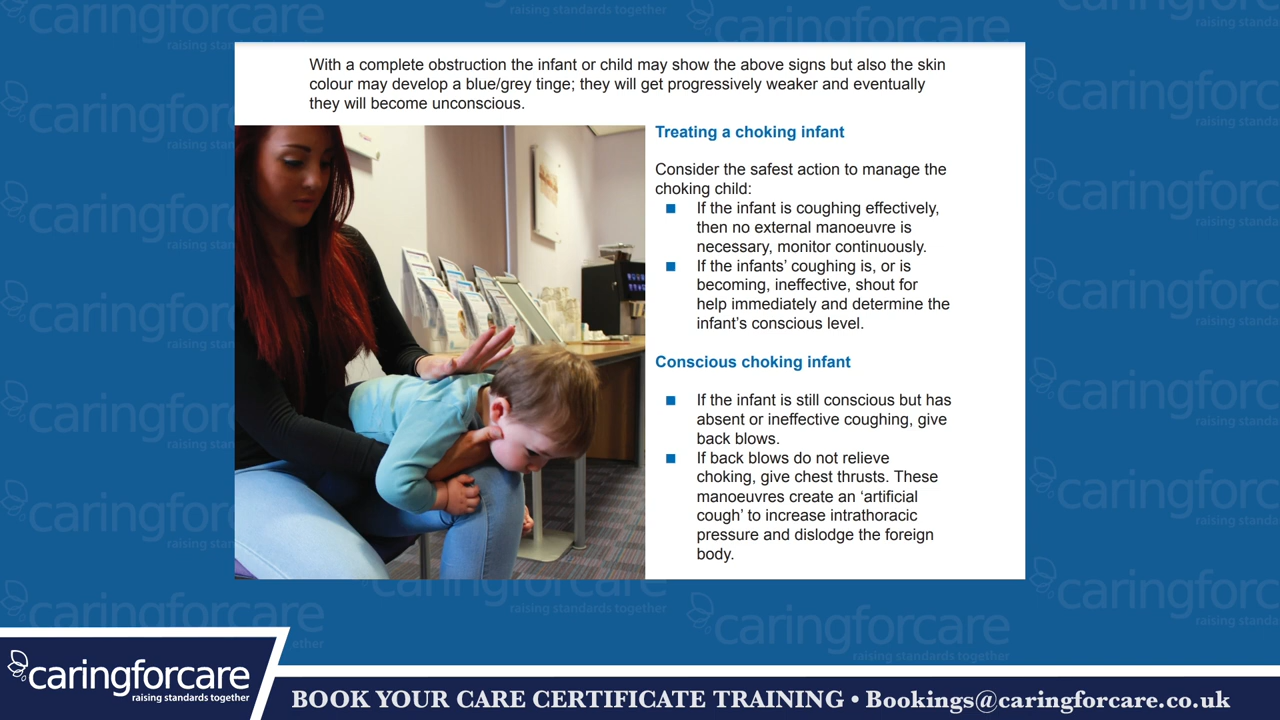 With a complete obstruction the infant or child may show the above signs but also the skin
colour may develop a blue/grey tinge; they will get progressively weaker and eventually
they will become unconscious.
Treating a choking infant
Consider the safest action to manage the
choking child:
If the infant is coughing effectively,
then no external manoeuvre is
necessary, monitor continuously.
If the infants’ coughing is, or is
becoming, ineffective, shout for
help immediately and determine the
infant’s conscious level.
Conscious choking infant
If the infant is still conscious but has
absent or ineffective coughing, give
back blows.
If back blows do not relieve
choking, give chest thrusts. These
manoeuvres create an ‘artificial
cough’ to increase intrathoracic
pressure and dislodge the foreign
body.
caringforcare
raising standards together
BOOK YOUR CARE CERTIFICATE TRAINING • Bookings@caringforcare.co.uk